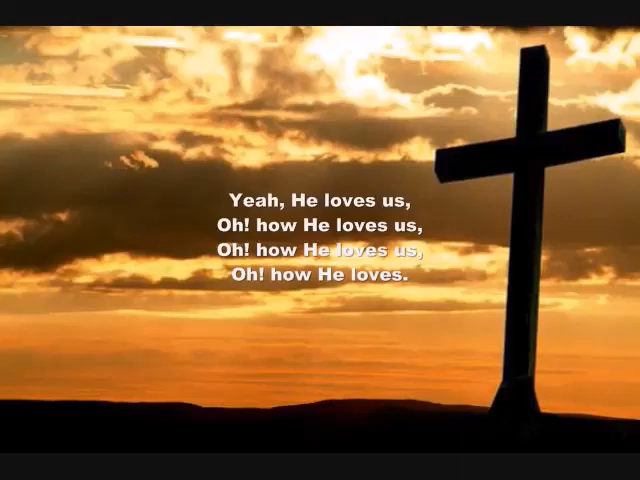 Yeah, He loves us,
Oh! how He loves us,
Oh! how He loves us,
Oh! how He loves.